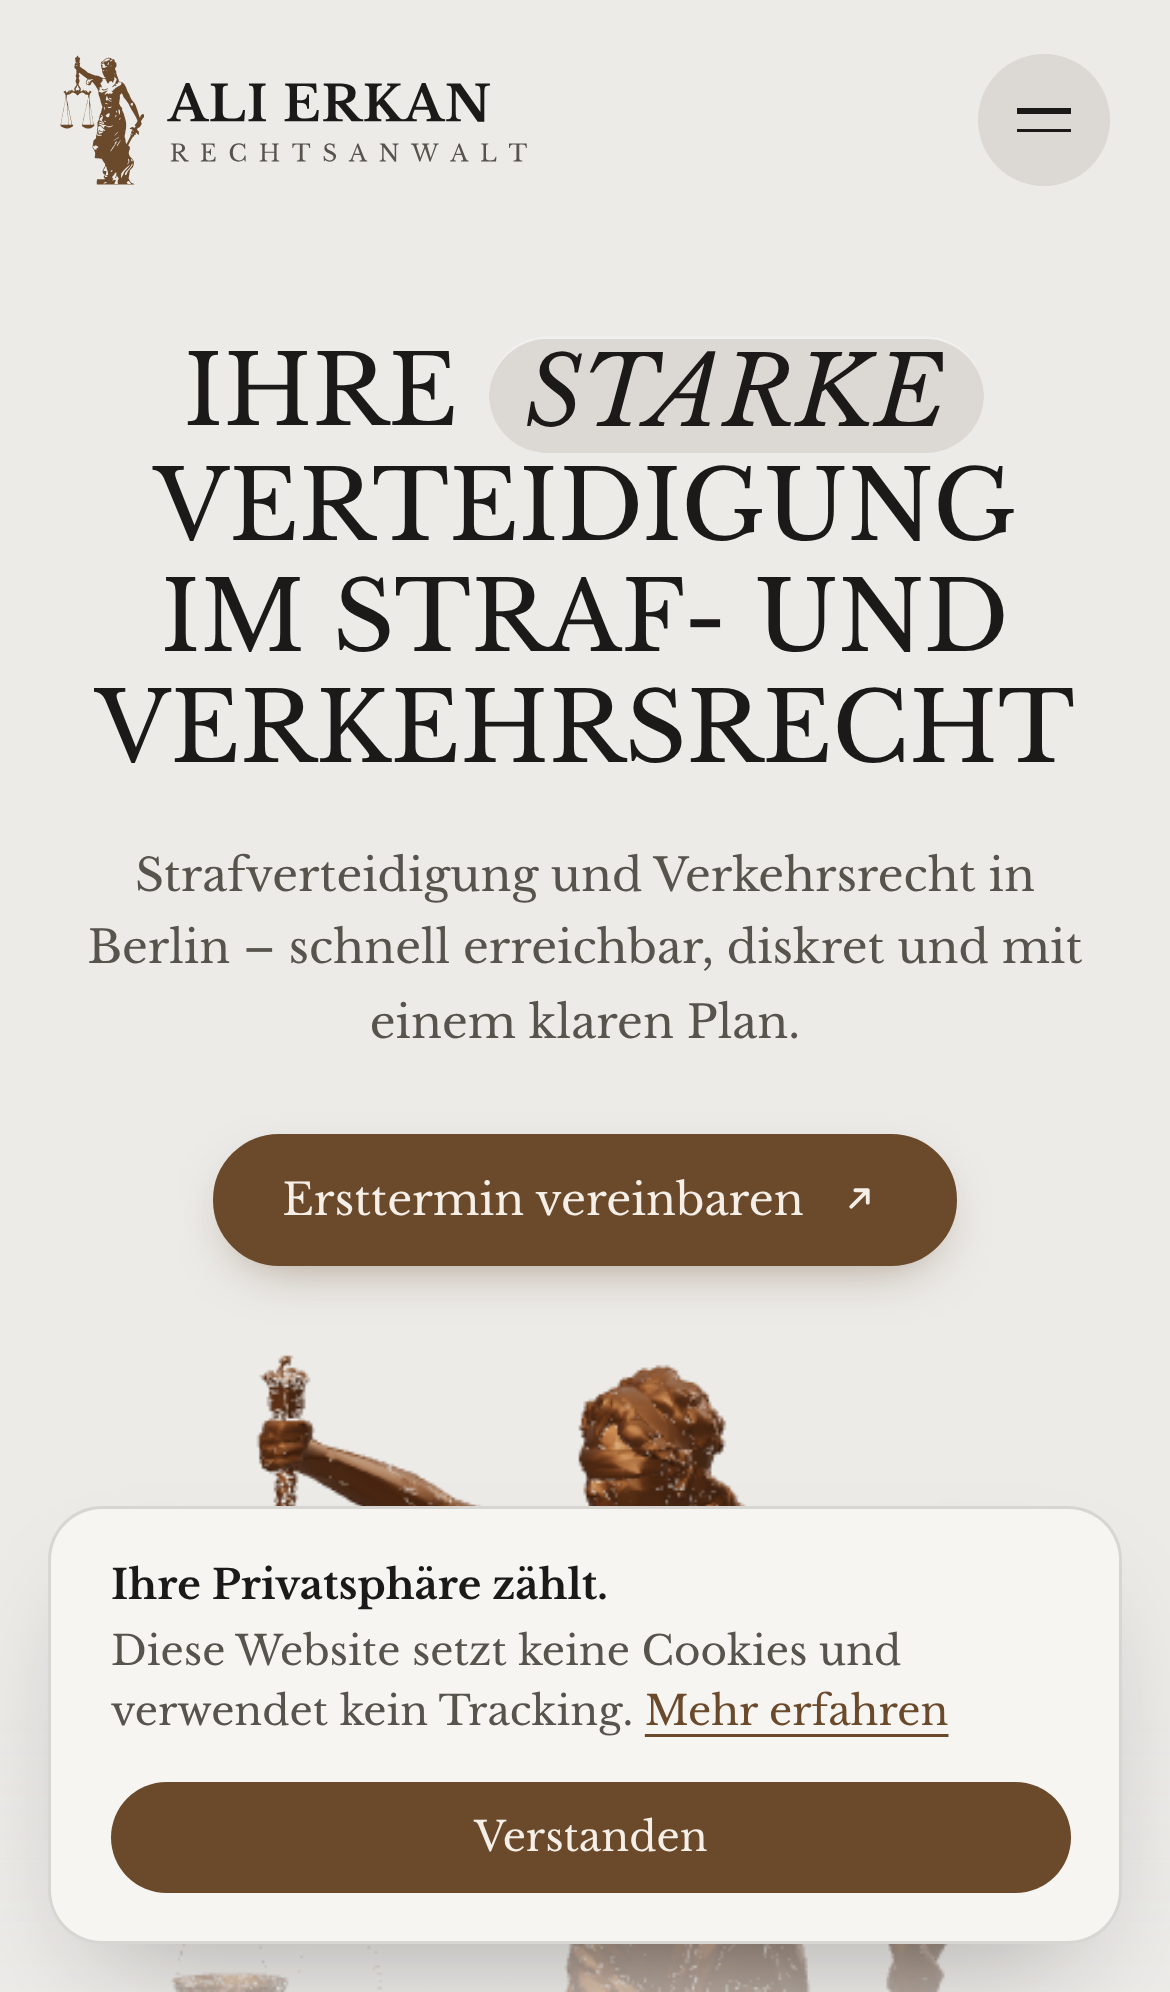 ALI ERKAN
RECHTSANWALT
IHRE STARKE
VERTEIDIGUNG
IM STRAF- UND
VERKEHRSRECHT
Strafverteidigung und Verkehrsrecht in
Berlin – schnell erreichbar, diskret und mit
einem klaren Plan.
Ersttermin vereinbaren
Ihre Privatsphäre zählt.
Diese Website setzt keine Cookies und
verwendet kein Tracking. Mehr erfahren
Verstanden